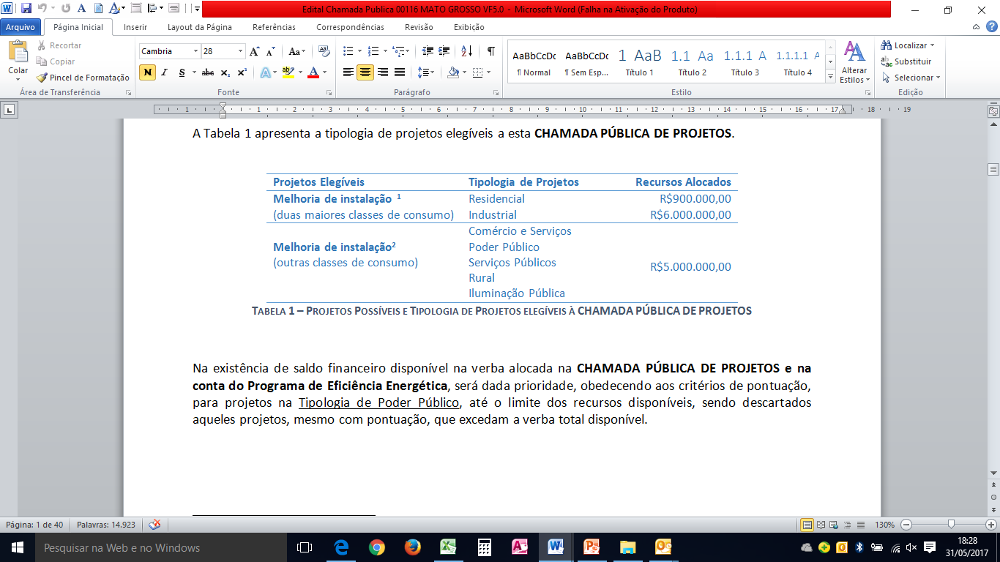 Edital Chamada Publica 00116 MATO GROSSO VF5.0 - Microsoft Word (Falha na Ativação do Produto)
Arquivo Página Inicial Inserir Layout da Página Referências Correspondências Revisão Exibição
Colar
Recortar
Copiar
Pincel de Formatação
Área de Transferência
Cambria 28
N I S abc x₂ x²
Fonte
Parágrafo
AaBbCcDc AaBbCcDc 1 AaB 1.1 Aa 1.1.1 A 1.1.1.1 A
¶ Normal ¶ Sem Esp... Título 1 Título 2 Título 3 Título 4
Alterar
Estilos
Estilo
Localizar
Substituir
Selecionar
Edição
1 1 2 3 4 5 6 7 8 9 10 11 12 13 14 15 16 17 18 19
A Tabela 1 apresenta a tipologia de projetos elegíveis a esta CHAMADA PÚBLICA DE PROJETOS.
Projetos Elegíveis Tipologia de Projetos Recursos Alocados
Melhoria de instalação 1 Residencial R$900.000,00
(duas maiores classes de consumo) Industrial R$6.000.000,00
Comércio e Serviços
Melhoria de instalação2 Poder Público
(outras classes de consumo) Serviços Públicos R$5.000.000,00
Rural
Iluminação Pública
TABELA 1 – PROJETOS POSSÍVEIS E TIPOLOGIA DE PROJETOS ELEGÍVEIS À CHAMADA PÚBLICA DE PROJETOS
Na existência de saldo financeiro disponível na verba alocada na CHAMADA PÚBLICA DE PROJETOS e na
conta do Programa de Eficiência Energética, será dada prioridade, obedecendo aos critérios de pontuação,
para projetos na Tipologia de Poder Público, até o limite dos recursos disponíveis, sendo descartados
aqueles projetos, mesmo com pontuação, que excedam a verba total disponível.
Página: 1 de 40 Palavras: 14.923 130%
Pesquisar na Web e no Windows
18:28
31/05/2017